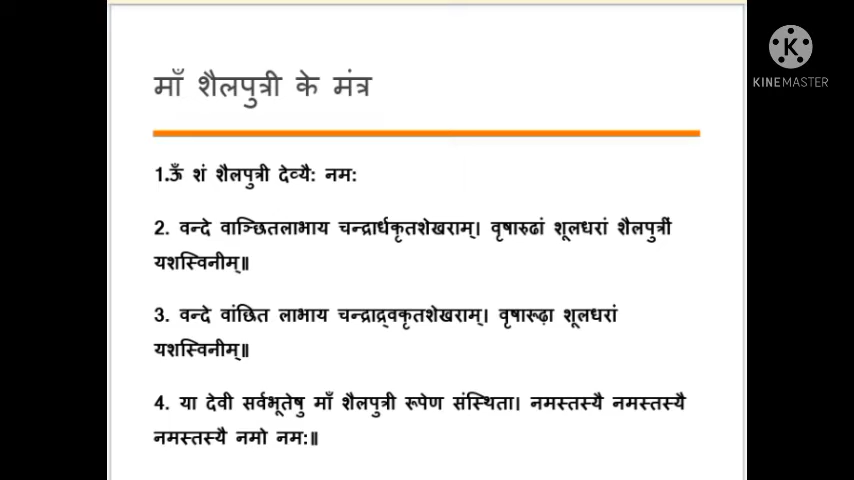 माँ शैलपुत्री के मंत्र
K
KINEMASTER
1.ऊँ शं शैलपुत्री देव्यै: नम:
2. वन्दे वाञ्छितलाभाय चन्द्रार्धकृतशेखराम्। वृषारुढां शूलधरां शैलपुत्रीं
यशस्विनीम्॥
3. वन्दे वांछित लाभाय चन्द्राद्र्वकृतशेखराम्। वृषारूढ़ा शूलधरां
यशस्विनीम्॥
4. या देवी सर्वभूतेषु माँ शैलपुत्री रूपेण संस्थिता। नमस्तस्यै नमस्तस्यै
नमस्तस्यै नमो नम:॥